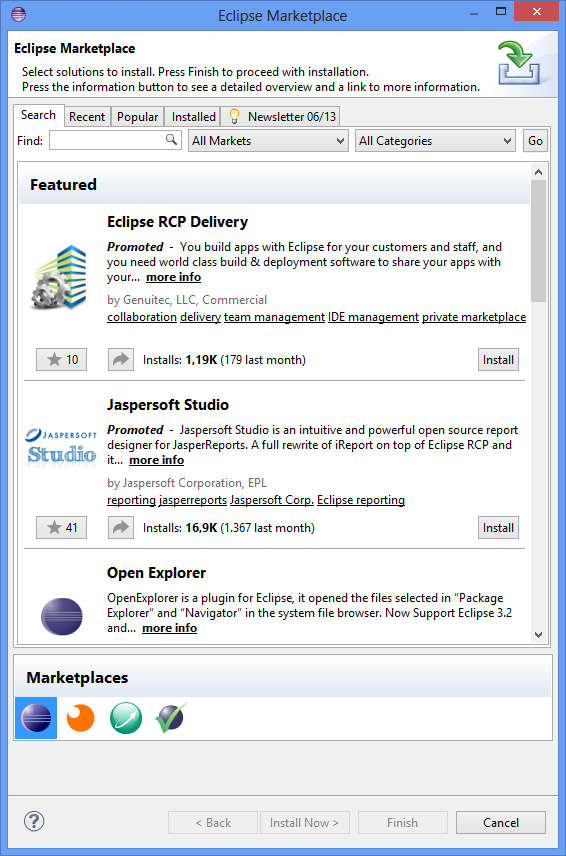 Eclipse Marketplace
Eclipse Marketplace
Select solutions to install. Press Finish to proceed with installation.
Press the information button to see a detailed overview and a link to more information.
Search Recent Popular Installed Newsletter 06/13
Find: All Markets All Categories Go
Featured
Eclipse RCP Delivery
Promoted - You build apps with Eclipse for your customers and staff, and
you need world class build & deployment software to share your apps with
your... more info
by Genuitec, LLC, Commercial
collaboration delivery team management IDE management private marketplace
10 Installs: 1,19K (179 last month) Install
Jaspersoft Studio
JASPERSOFT
Studio
Promoted - Jaspersoft Studio is an intuitive and powerful open source report
designer for JasperReports. A full rewrite of iReport on top of Eclipse RCP and
it... more info
by Jaspersoft Corporation, EPL
reporting jasperreports Jaspersoft Corp. Eclipse reporting
41 Installs: 16,9K (1.367 last month) Install
Open Explorer
OpenExplorer is a plugin for Eclipse, it opened the files selected in “Package
Explorer” and “Navigator” in the system file browser. Now Support Eclipse 3.2
and... more info
Marketplaces
? < Back Install Now > Finish Cancel